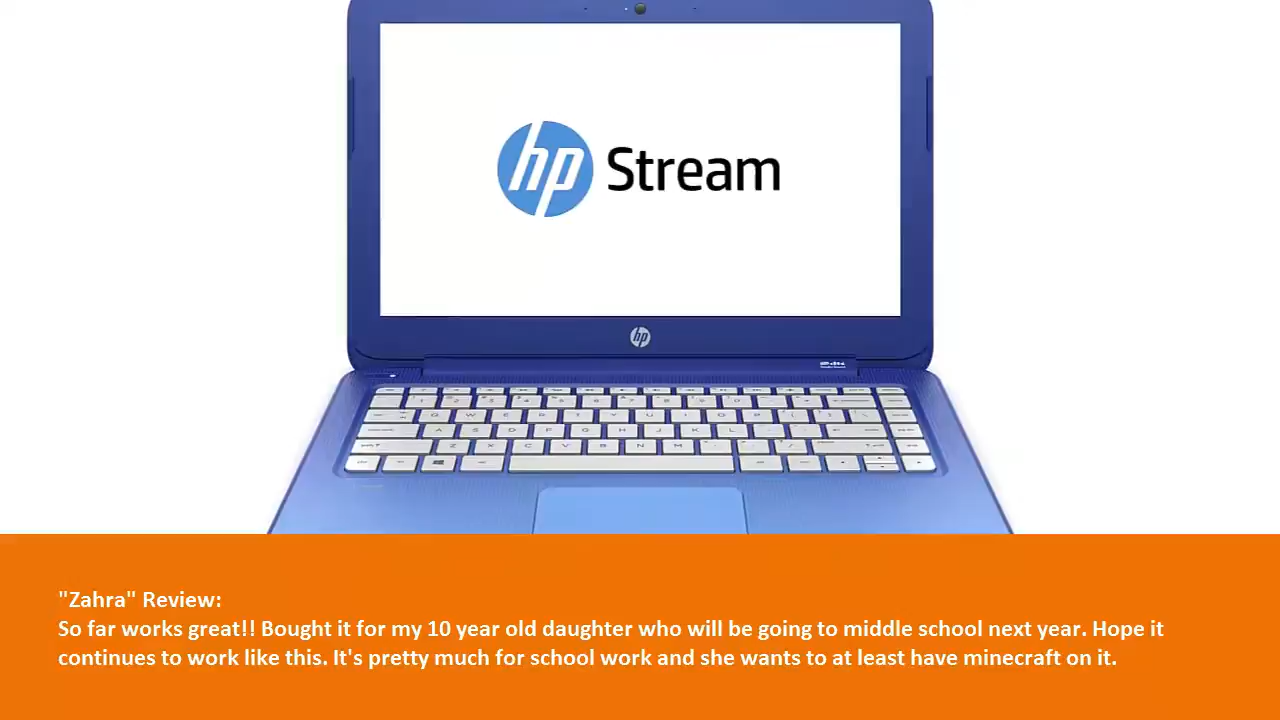 hp Stream
hp
"Zahra" Review:
So far works great!! Bought it for my 10 year old daughter who will be going to middle school next year. Hope it
continues to work like this. It's pretty much for school work and she wants to at least have minecraft on it.